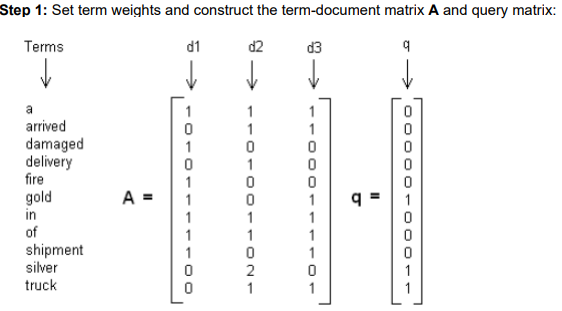 Step 1: Set term weights and construct the term-document matrix A and query matrix:
Terms d1 d2 d3 q
a 1 1 1 0
arrived 0 1 1 0
damaged 1 0 0 0
delivery 0 1 0 0
fire 1 0 0 0
gold A = 1 0 1 q = 1
in 1 1 1 0
of 1 1 1 0
shipment 1 0 1 0
silver 0 2 0 1
truck 0 1 1 1